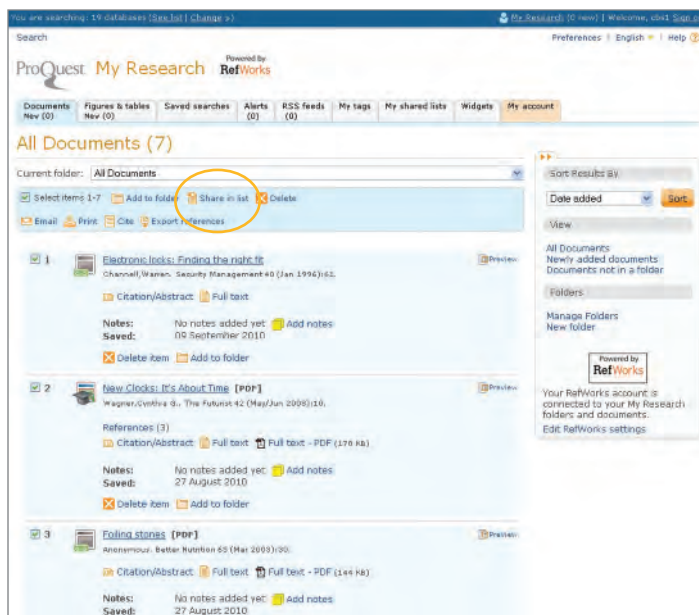 You are searching: 19 databases (See list | Change »)
My Research (0 new) | Welcome, cbs1 Sign o
Search
Preferences | English | Help
ProQuest My Research Powered by RefWorks
Documents Figures & tables Saved searches Alerts RSS feeds My tags My shared lists Widgets My account
New (0) New (0) (0) (0)
All Documents (7)
Current folder: All Documents
Select items 1-7 Add to folder Share in list Delete
Email Print Cite Export references
1 Electronic locks: Finding the right fit Preview
Channell, Warren. Security Management 40 (Jan 1996):62.
Citation/Abstract Full text
Notes: No notes added yet Add notes
Saved: 09 September 2010
Delete item Add to folder
2 New Clocks: It's About Time [PDF] Preview
Wagner, Cynthia G.. The Futurist 42 (May/Jun 2008):10.
References (3)
Citation/Abstract Full text Full text - PDF (170 KB)
Notes: No notes added yet Add notes
Saved: 27 August 2010
Delete item Add to folder
3 Foiling stones [PDF] Preview
Anonymous. Better Nutrition 65 (Mar 2003):30.
Citation/Abstract Full text Full text - PDF (144 KB)
Notes: No notes added yet Add notes
Saved: 27 August 2010
Sort Results By
Date added Sort
View
All Documents
Newly added documents
Documents not in a folder
Folders
Manage Folders
New folder
Powered by
RefWorks
Your RefWorks account is
connected to your My Research
folders and documents.
Edit RefWorks settings